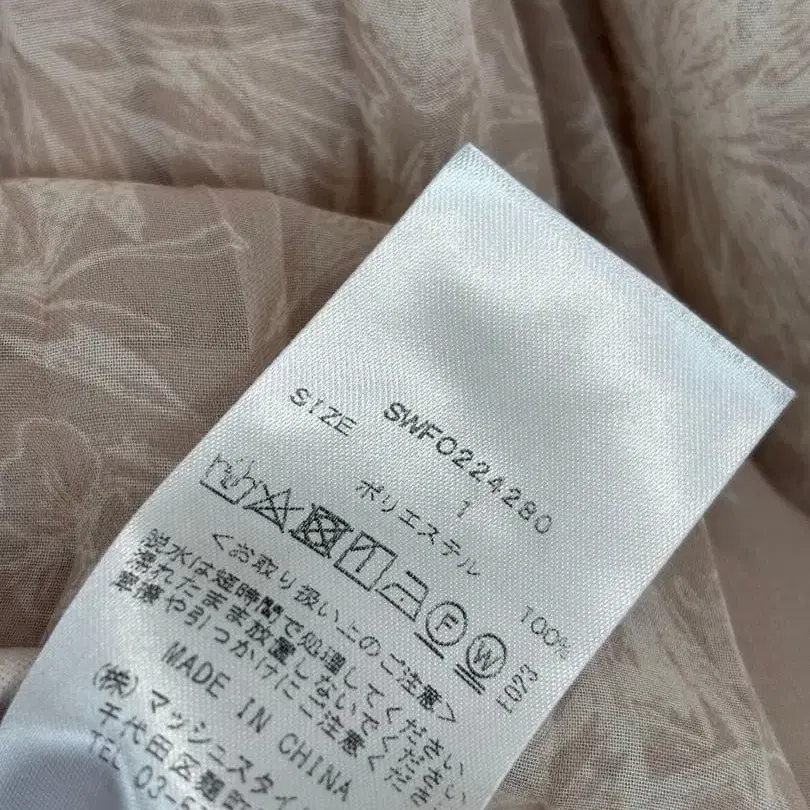 SWFO224280
SIZE 1
ポリエステル 100%
F W
E023
<お取り扱い上のご注意>
脱水は短時間で処理してください
濡れたまま放置しないでください
摩擦や引っかけにご注意くださ
MADE IN CHINA
(株)マッシュスタイ
千代田区麹町
TEL 03-5